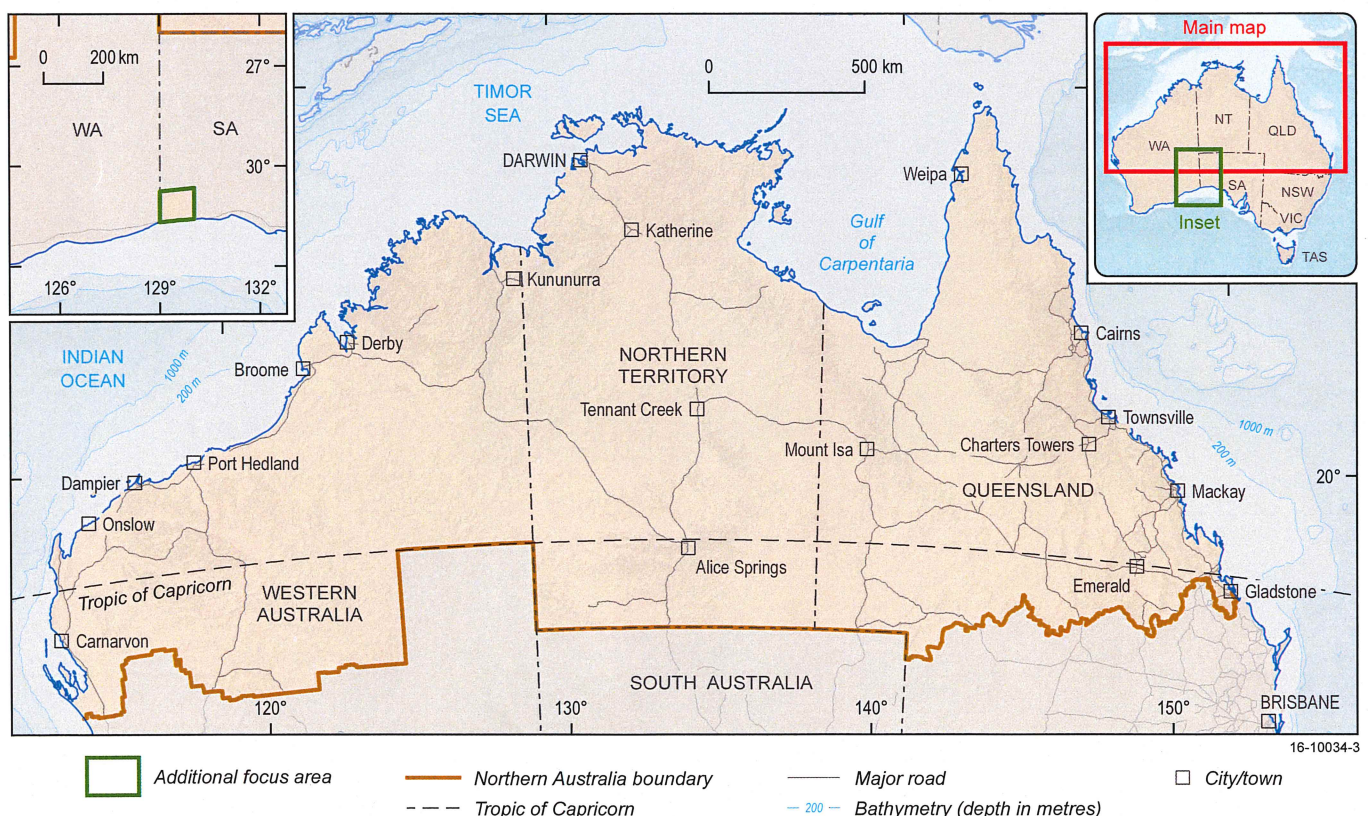 0
200 km
27°
WA
SA
30°
126°
129°
132°
TIMOR
SEA
0
500 km
Main map
NT
QLD
WA
SA
NSW
VIC
TAS
Inset
DARWIN
Weipa
Katherine
Gulf
of
Carpentaria
Kununurra
INDIAN
OCEAN
1000 m
200 m
Derby
Broome
NORTHERN
TERRITORY
Cairns
Tennant Creek
Townsville
Mount Isa
Charters Towers
1000 m
200 m
Port Hedland
Dampier
QUEENSLAND
Mackay
20°
Onslow
Alice Springs
Emerald
Gladstone
Tropic of Capricorn
WESTERN
AUSTRALIA
Carnarvon
SOUTH AUSTRALIA
BRISBANE
120°
130°
140°
150°
16-10034-3
Additional focus area
Northern Australia boundary
Major road
City/town
Tropic of Capricorn
200
Bathymetry (depth in metres)